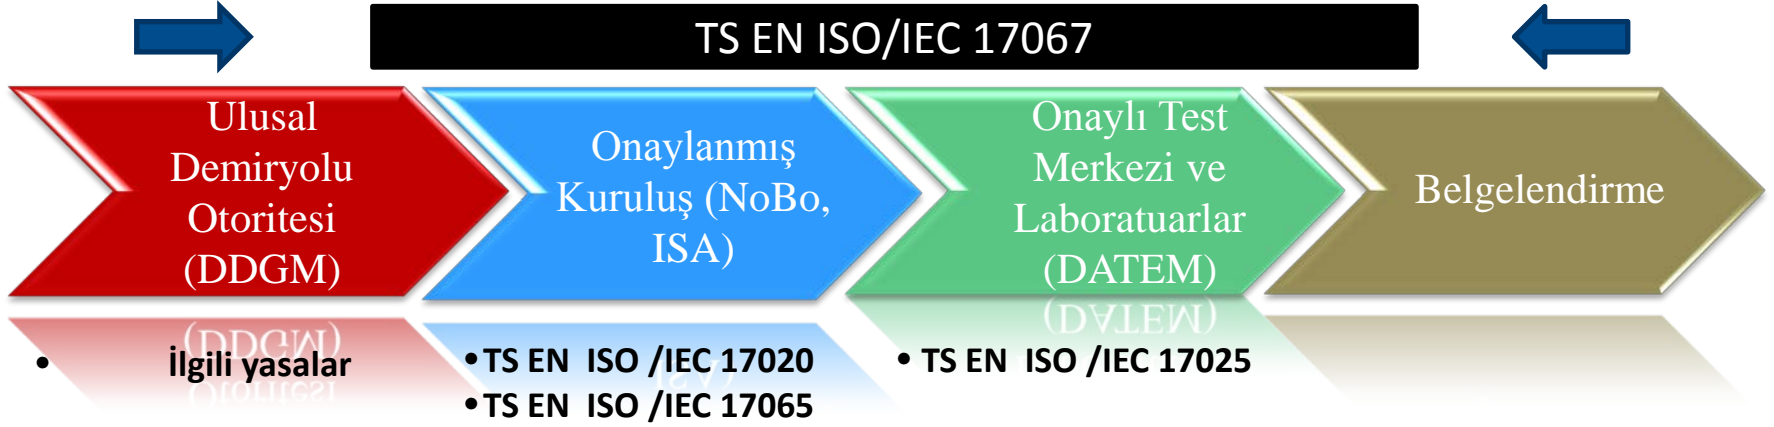 TS EN ISO/IEC 17067
Ulusal
Demiryolu
Otoritesi
(DDGM)
Onaylanmış
Kuruluş (NoBo,
ISA)
Onaylı Test
Merkezi ve
Laboratuarlar
(DATEM)
Belgelendirme
• İlgili yasalar
• TS EN ISO /IEC 17020
• TS EN ISO /IEC 17065
• TS EN ISO /IEC 17025